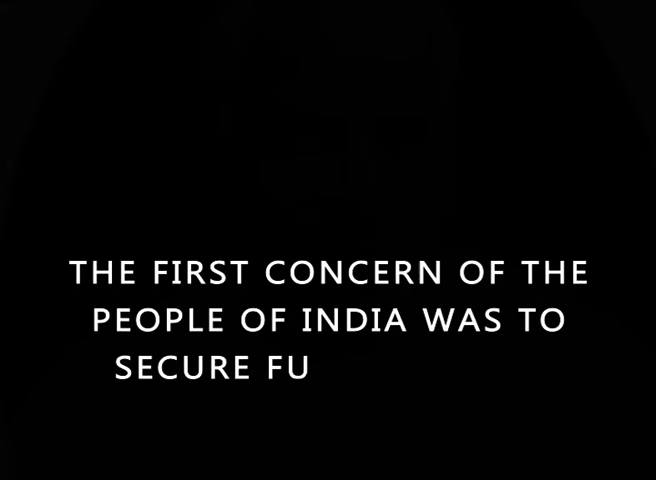 THE FIRST CONCERN OF THE
PEOPLE OF INDIA WAS TO
SECURE FU